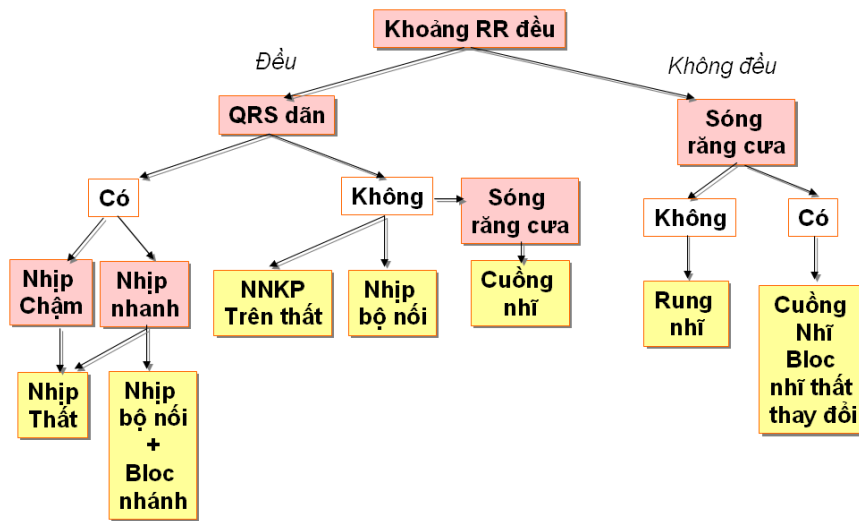 Khoảng RR đều
Đều
Không đều
QRS dãn
Sóng
răng cưa
Có
Không
Sóng
răng cưa
Không
Có
Nhịp
Chậm
Nhịp
nhanh
NNKP
Trên thất
Nhịp
bộ nối
Cuồng
nhĩ
Rung
nhĩ
Cuồng
Nhĩ
Bloc
nhĩ thất
thay đổi
Nhịp
Thất
Nhịp
bộ nối
+
Bloc
nhánh